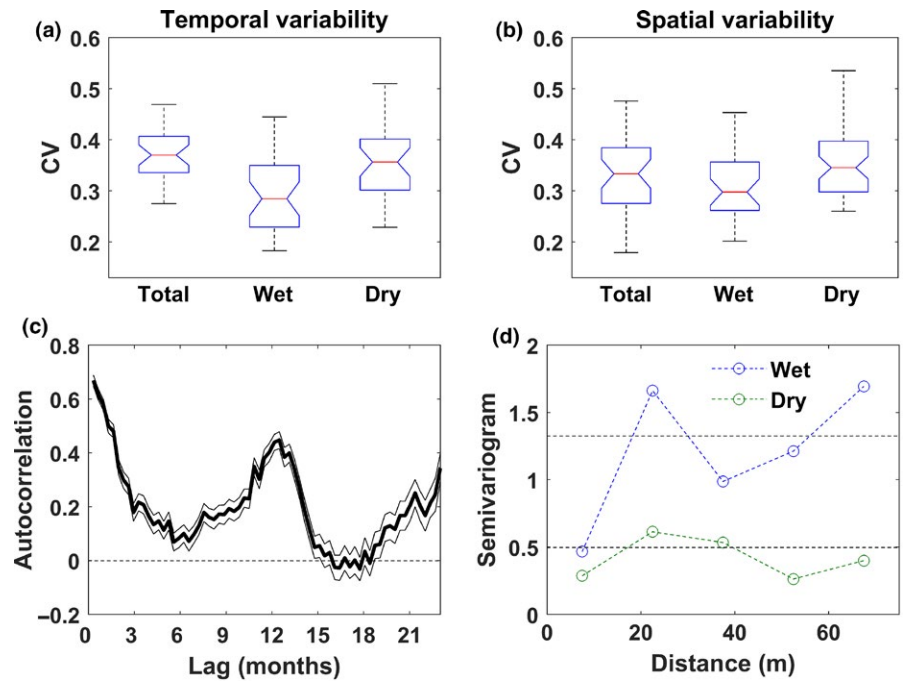 Temporal variability
(a)
CV
0.6
0.5
0.4
0.3
0.2
Total Wet Dry
Spatial variability
(b)
CV
0.6
0.5
0.4
0.3
0.2
Total Wet Dry
(c)
Autocorrelation
0.8
0.6
0.4
0.2
0
−0.2
0 3 6 9 12 15 18 21
Lag (months)
(d)
Semivariogram
2
1.5
1
0.5
0
Wet
Dry
0 20 40 60
Distance (m)